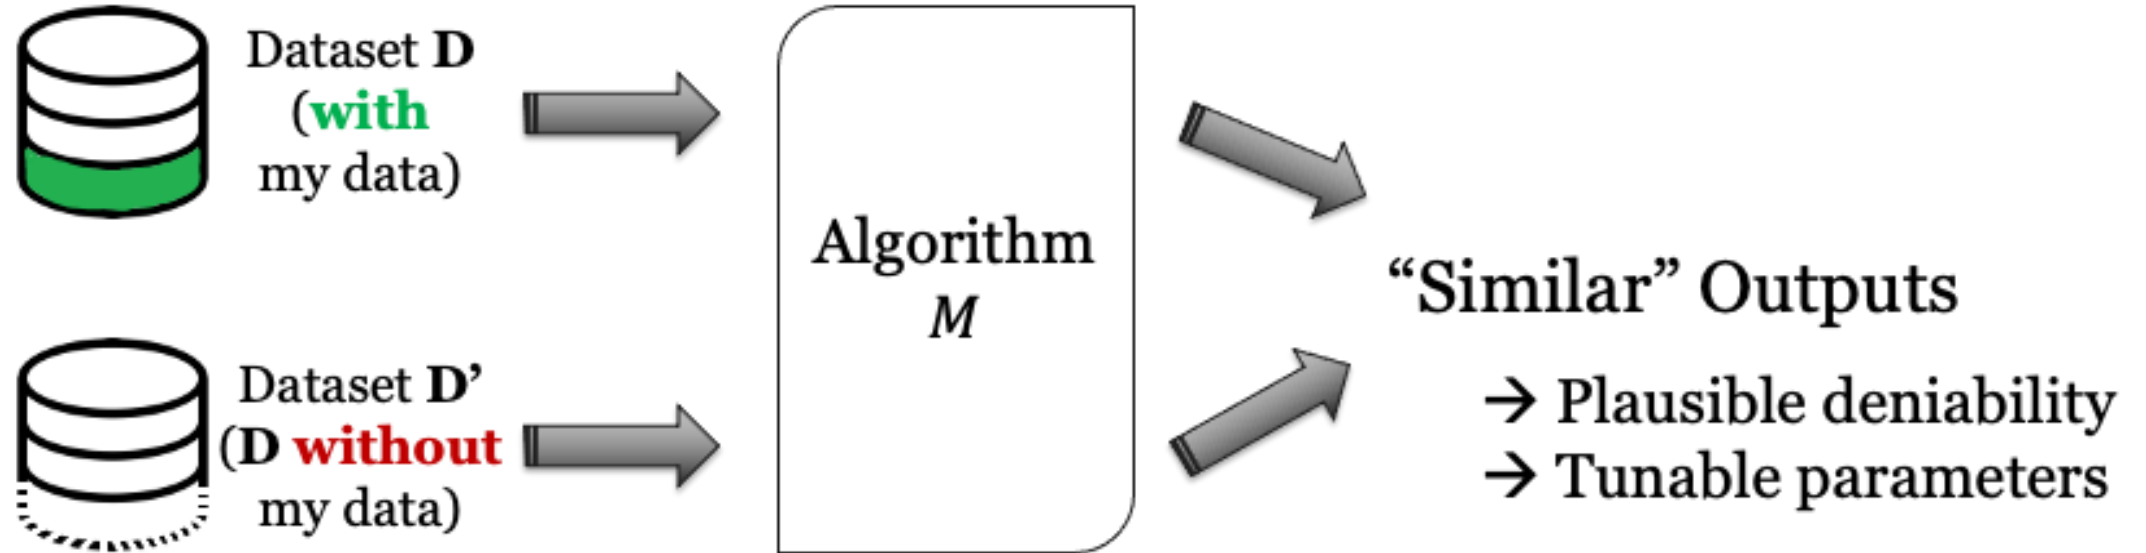 Dataset D
(with
my data)
Dataset D’
(D without
my data)
Algorithm
M
“Similar” Outputs
→ Plausible deniability
→ Tunable parameters